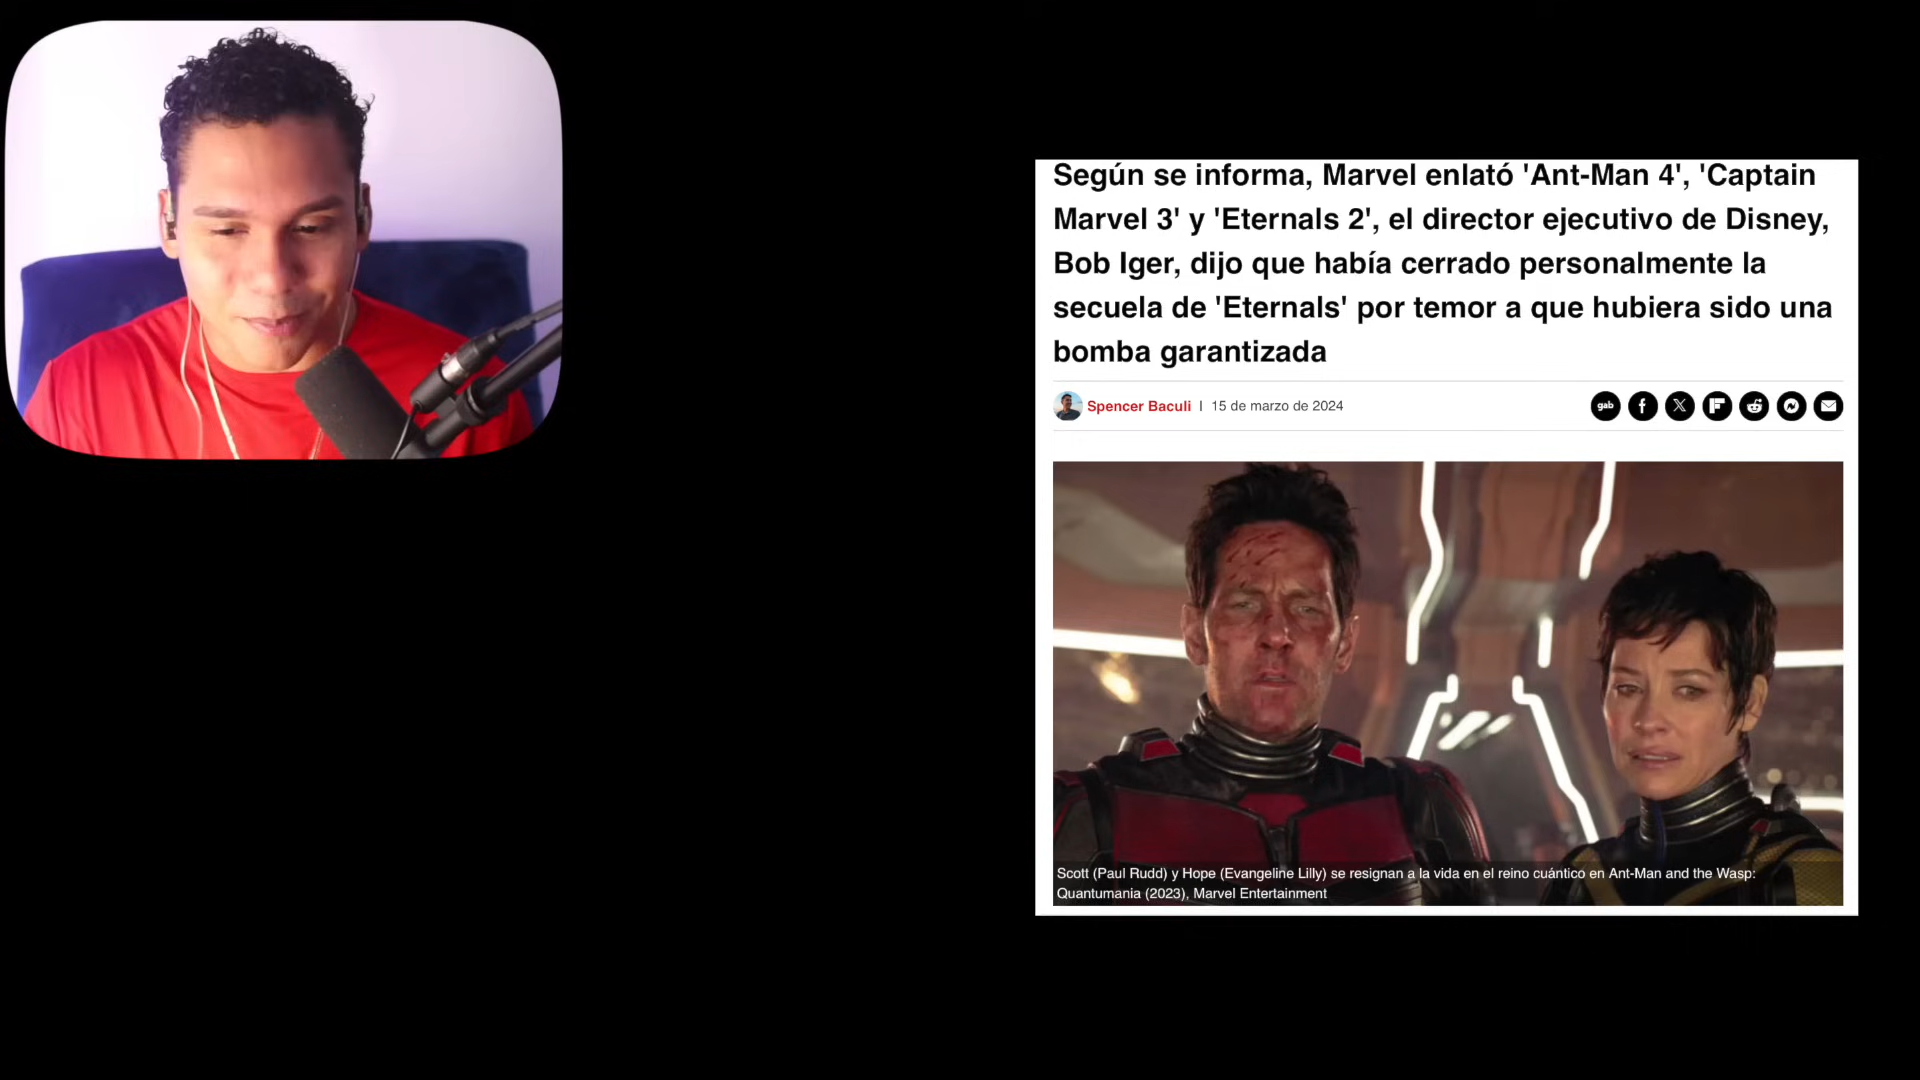 Según se informa, Marvel enlató 'Ant-Man 4', 'Captain
Marvel 3' y 'Eternals 2', el director ejecutivo de Disney,
Bob Iger, dijo que había cerrado personalmente la
secuela de 'Eternals' por temor a que hubiera sido una
bomba garantizada
Spencer Baculi | 15 de marzo de 2024
gab
Scott (Paul Rudd) y Hope (Evangeline Lilly) se resignan a la vida en el reino cuántico en Ant-Man and the Wasp:
Quantumania (2023), Marvel Entertainment